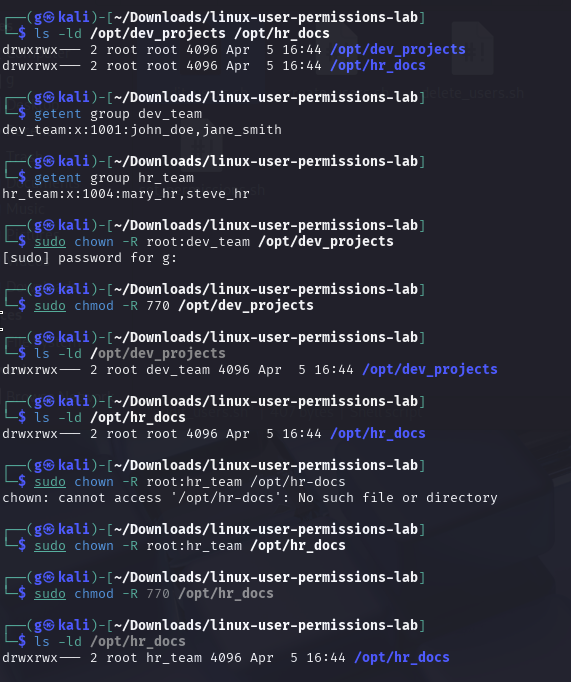 ┌──(g㉿kali)-[~/Downloads/linux-user-permissions-lab]
└─$ ls -ld /opt/dev_projects /opt/hr_docs
drwxrwx--- 2 root root 4096 Apr  5 16:44 /opt/dev_projects
drwxrwx--- 2 root root 4096 Apr  5 16:44 /opt/hr_docs
┌──(g㉿kali)-[~/Downloads/linux-user-permissions-lab]
└─$ getent group dev_team
dev_team:x:1001:john_doe,jane_smith
┌──(g㉿kali)-[~/Downloads/linux-user-permissions-lab]
└─$ getent group hr_team
hr_team:x:1004:mary_hr,steve_hr
┌──(g㉿kali)-[~/Downloads/linux-user-permissions-lab]
└─$ sudo chown -R root:dev_team /opt/dev_projects
[sudo] password for g:
┌──(g㉿kali)-[~/Downloads/linux-user-permissions-lab]
└─$ sudo chmod -R 770 /opt/dev_projects
┌──(g㉿kali)-[~/Downloads/linux-user-permissions-lab]
└─$ ls -ld /opt/dev_projects
drwxrwx--- 2 root dev_team 4096 Apr  5 16:44 /opt/dev_projects
┌──(g㉿kali)-[~/Downloads/linux-user-permissions-lab]
└─$ ls -ld /opt/hr_docs
drwxrwx--- 2 root root 4096 Apr  5 16:44 /opt/hr_docs
┌──(g㉿kali)-[~/Downloads/linux-user-permissions-lab]
└─$ sudo chown -R root:hr_team /opt/hr-docs
chown: cannot access '/opt/hr-docs': No such file or directory
┌──(g㉿kali)-[~/Downloads/linux-user-permissions-lab]
└─$ sudo chown -R root:hr_team /opt/hr_docs
┌──(g㉿kali)-[~/Downloads/linux-user-permissions-lab]
└─$ sudo chmod -R 770 /opt/hr_docs
┌──(g㉿kali)-[~/Downloads/linux-user-permissions-lab]
└─$ ls -ld /opt/hr_docs
drwxrwx--- 2 root hr_team 4096 Apr  5 16:44 /opt/hr_docs